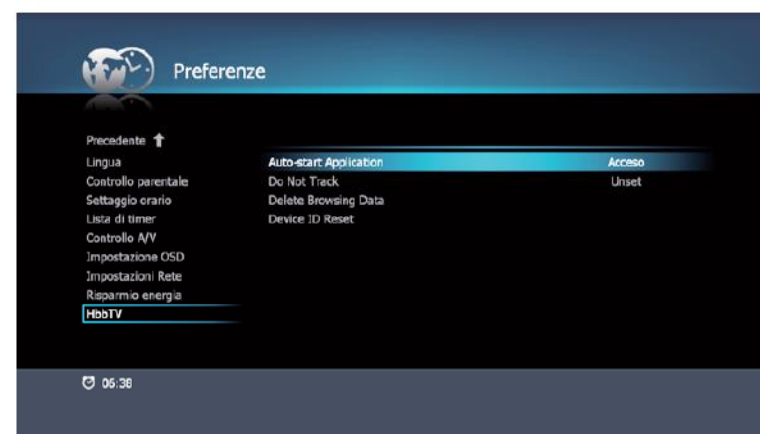 Preferenze
Precedente ⬆
Lingua
Auto-start Application Acceso
Controllo parentale
Do Not Track Unset
Settaggio orario
Delete Browsing Data
Lista di timer
Device ID Reset
Controllo A/V
Impostazione OSD
Impostazioni Rete
Risparmio energia
HbbTV
06:38